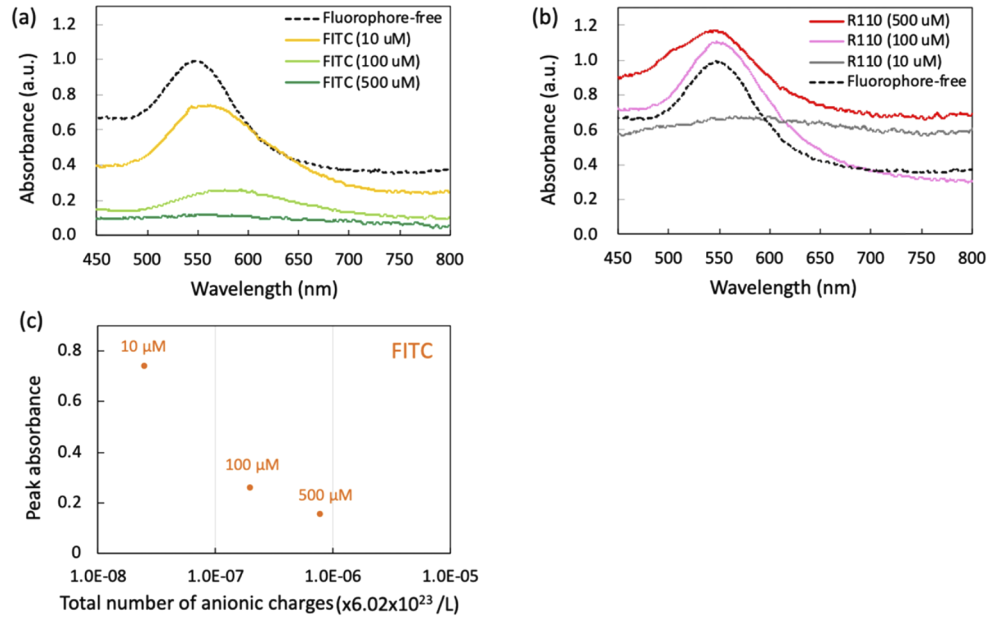 (a)
1.2
1.0
0.8
0.6
0.4
0.2
0.0
Absorbance (a.u.)
Fluorophore-free
FITC (10 uM)
FITC (100 uM)
FITC (500 uM)
450 500 550 600 650 700 750 800
Wavelength (nm)
(b)
1.2
1.0
0.8
0.6
0.4
0.2
0.0
Absorbance (a.u.)
R110 (500 uM)
R110 (100 uM)
R110 (10 uM)
Fluorophore-free
450 500 550 600 650 700 750 800
Wavelength (nm)
(c)
0.8
0.6
0.4
0.2
0
Peak absorbance
FITC
10 µM
100 µM
500 µM
1.0E-08 1.0E-07 1.0E-06 1.0E-05
Total number of anionic charges (x6.02x10²³ /L)